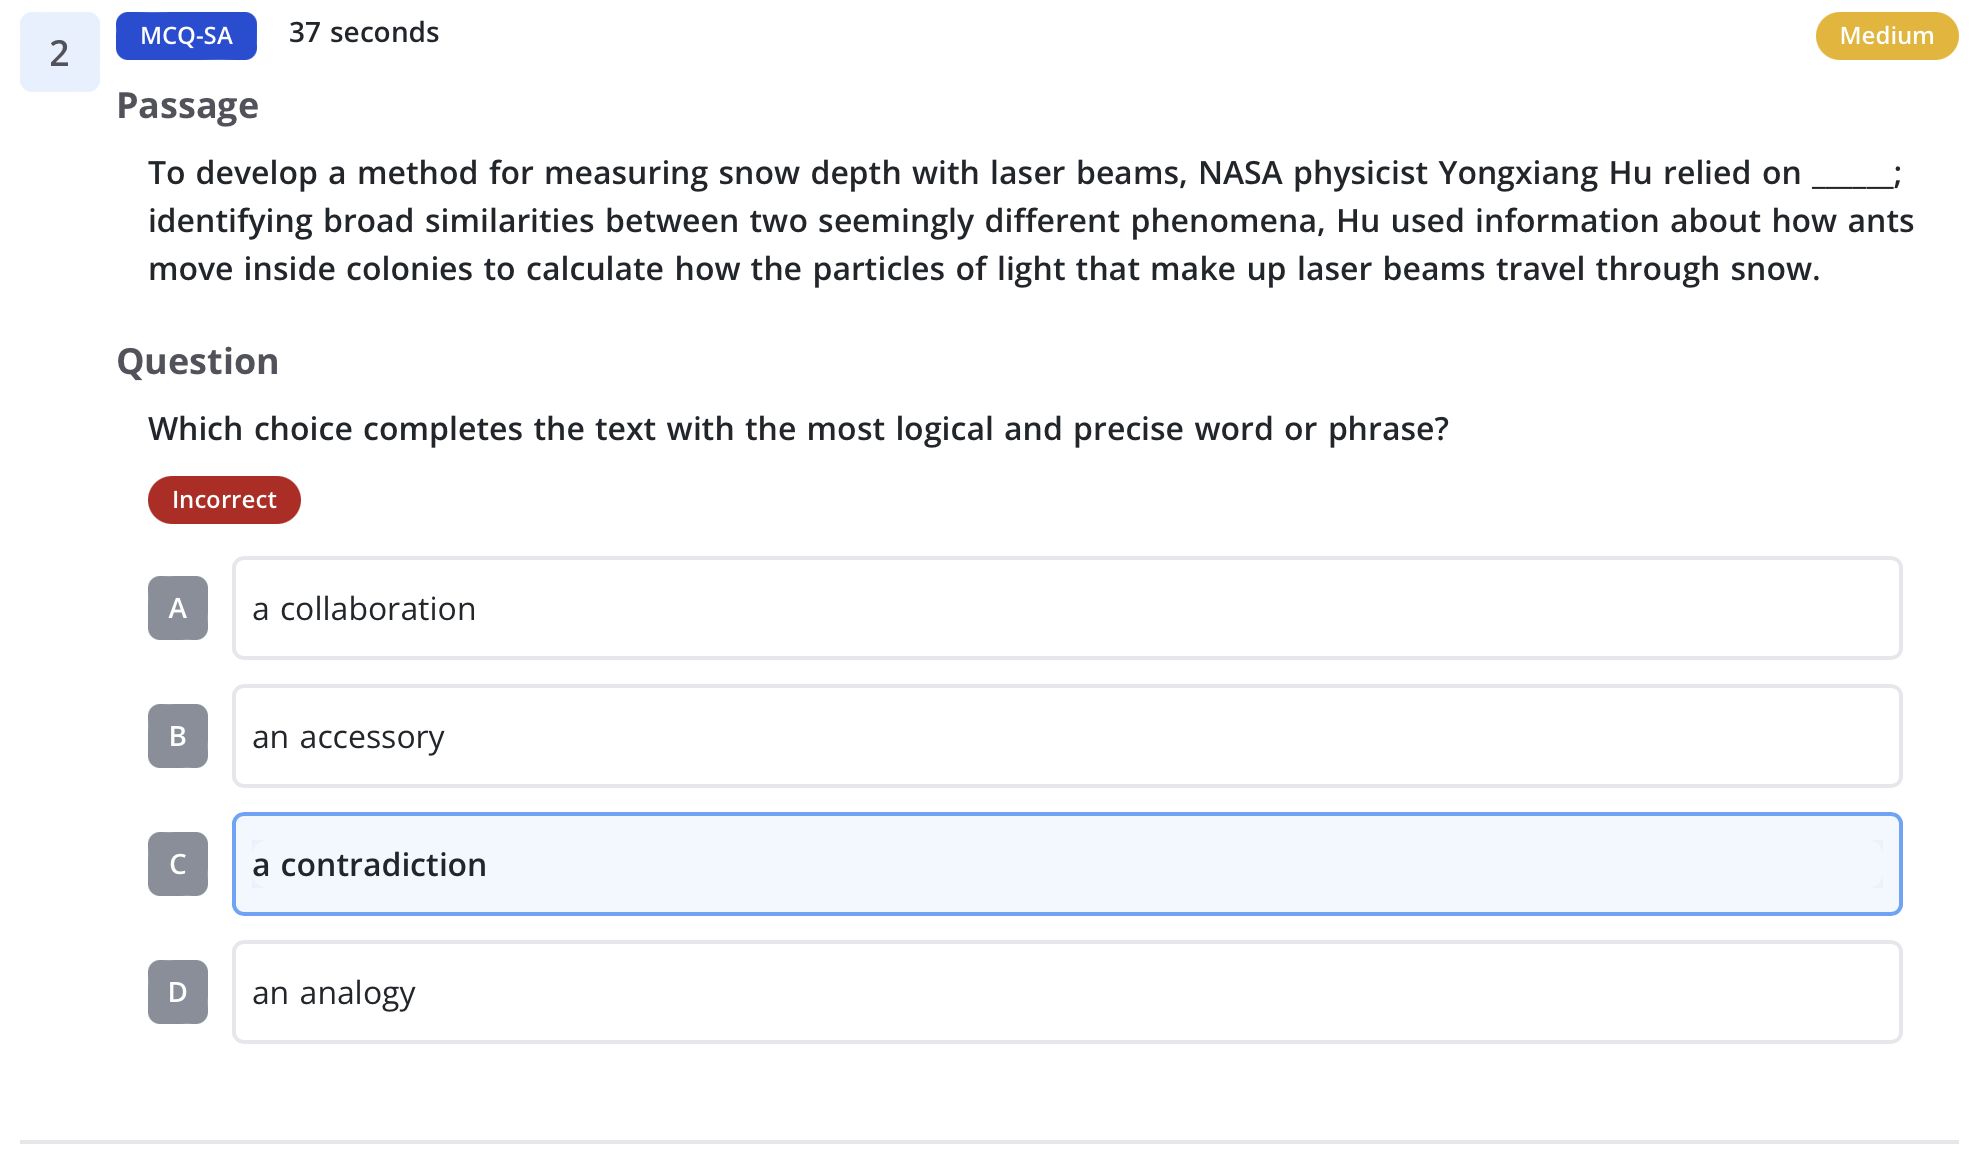 2
MCQ-SA 37 seconds Medium
Passage
To develop a method for measuring snow depth with laser beams, NASA physicist Yongxiang Hu relied on ______;
identifying broad similarities between two seemingly different phenomena, Hu used information about how ants
move inside colonies to calculate how the particles of light that make up laser beams travel through snow.
Question
Which choice completes the text with the most logical and precise word or phrase?
Incorrect
A a collaboration
B an accessory
C a contradiction
D an analogy